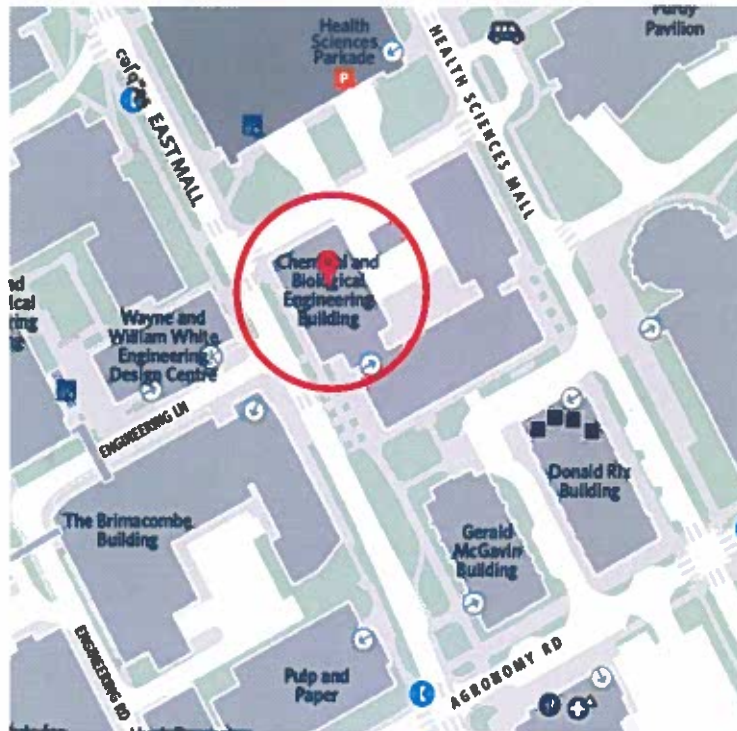 Health
Sciences
Parkade
P
Purdy
Pavilion
HEALTH SCIENCES MALL
EAST MALL
Chemical and
Biological
Engineering
Building
Wayne and
William White
Engineering
Design Centre
ENGINEERING LN
The Brimacombe
Building
Donald Rix
Building
Gerald
McGavin
Building
ENGINEERING RD
Pulp and
Paper
AGRONOMY RD